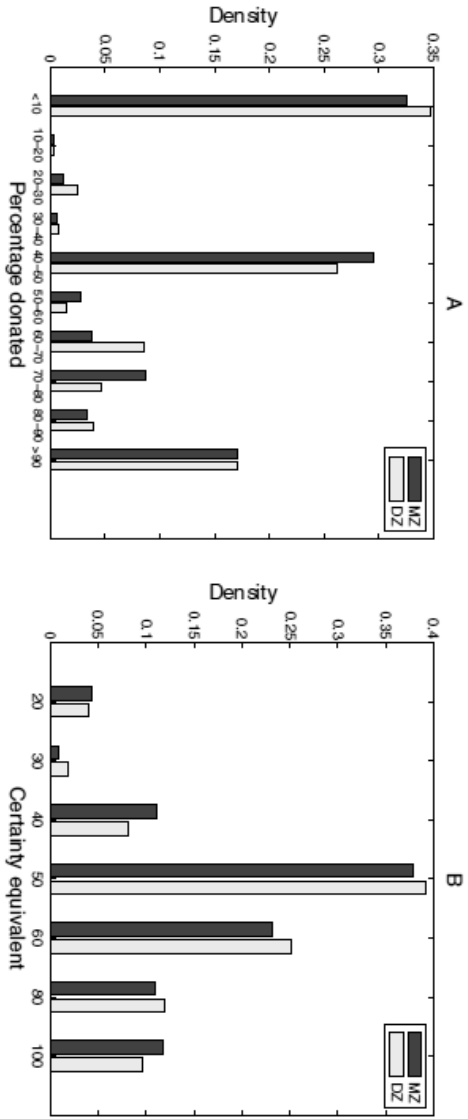 A
Density
0.35
0.3
0.25
0.2
0.15
0.1
0.05
0
<10 10–20 20–30 30–40 40–50 50–60 60–70 70–80 80–90 >90
Percentage donated
MZ
DZ
B
Density
0.4
0.35
0.3
0.25
0.2
0.15
0.1
0.05
0
20 30 40 50 60 80 100
Certainty equivalent
MZ
DZ